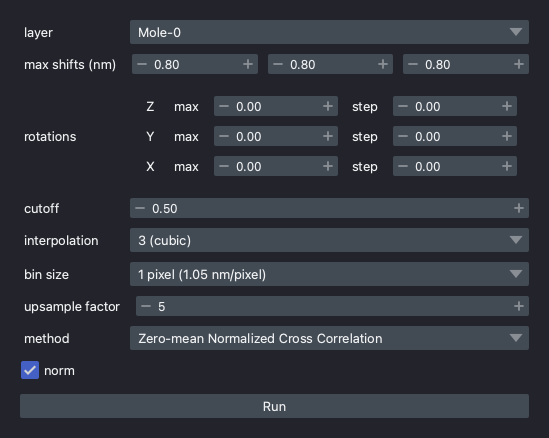 layer Mole-0
max shifts (nm) 0.80 0.80 0.80
Z max 0.00 step 0.00
rotations Y max 0.00 step 0.00
X max 0.00 step 0.00
cutoff 0.50
interpolation 3 (cubic)
bin size 1 pixel (1.05 nm/pixel)
upsample factor 5
method Zero-mean Normalized Cross Correlation
norm
Run